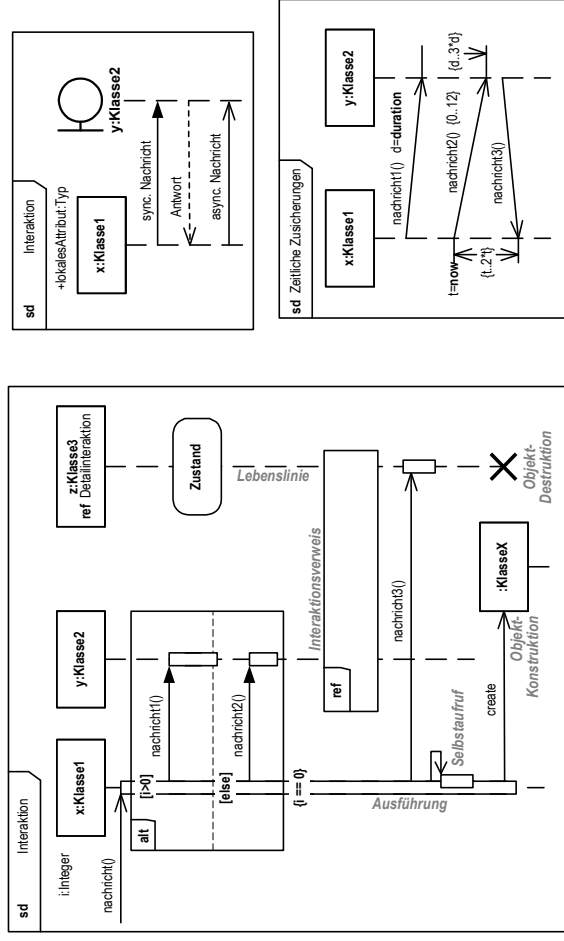 sd Interaktion
i:Integer
x:Klasse1
y:Klasse2
z:Klasse3
ref Detailinteraktion
nachricht()
alt
[i>0]
nachricht1()
Zustand
[else]
nachricht2()
{i == 0}
Lebenslinie
ref
Interaktionsverweis
nachricht3()
Ausführung
Selbstaufruf
create
:KlasseX
Objekt-
Konstruktion
Objekt-
Destruktion
sd Interaktion
+lokalesAttribut:Typ
x:Klasse1
y:Klasse2
sync. Nachricht
Antwort
async. Nachricht
sd Zeitliche Zusicherungen
x:Klasse1
y:Klasse2
nachricht1() d=duration
t=now
nachricht2() {0..12}
{t..2*t}
{d..3*d}
nachricht3()